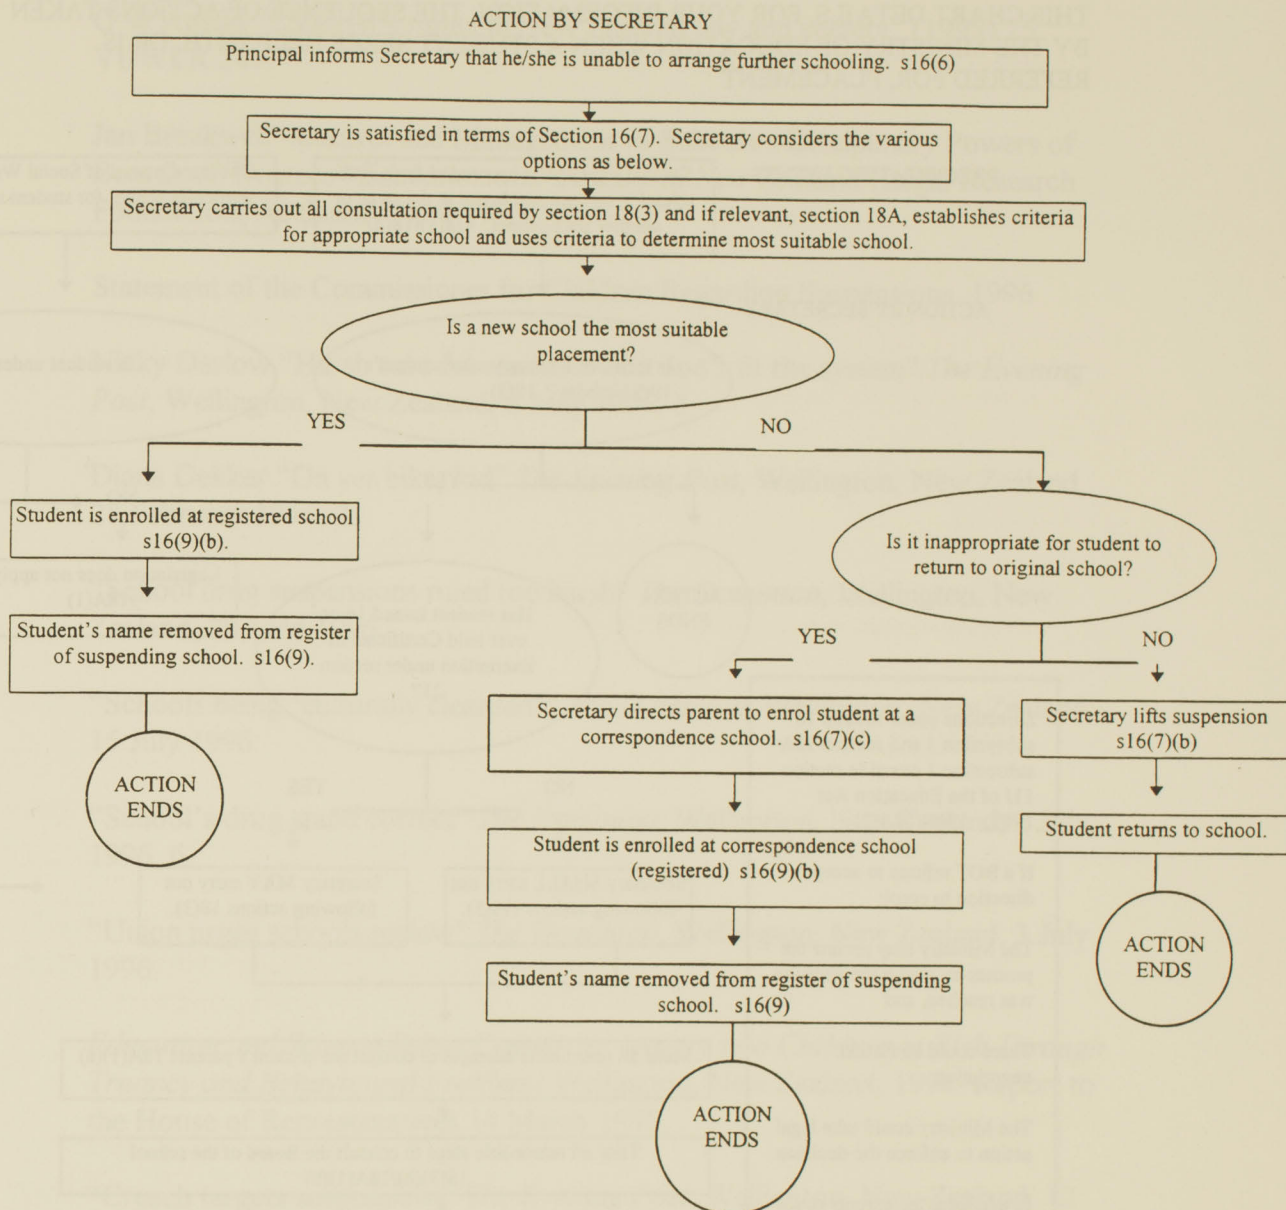 ACTION BY SECRETARY
Principal informs Secretary that he/she is unable to arrange further schooling. s16(6)
Secretary is satisfied in terms of Section 16(7). Secretary considers the various
options as below.
Secretary carries out all consultation required by section 18(3) and if relevant, section 18A, establishes criteria
for appropriate school and uses criteria to determine most suitable school.
Is a new school the most suitable
placement?
YES
NO
Student is enrolled at registered school
s16(9)(b).
Student's name removed from register
of suspending school. s16(9).
ACTION
ENDS
Is it inappropriate for student to
return to original school?
YES
NO
Secretary directs parent to enrol student at a
correspondence school. s16(7)(c)
Student is enrolled at correspondence school
(registered) s16(9)(b)
Student's name removed from register of suspending
school. s16(9)
ACTION
ENDS
Secretary lifts suspension
s16(7)(b)
Student returns to school.
ACTION
ENDS